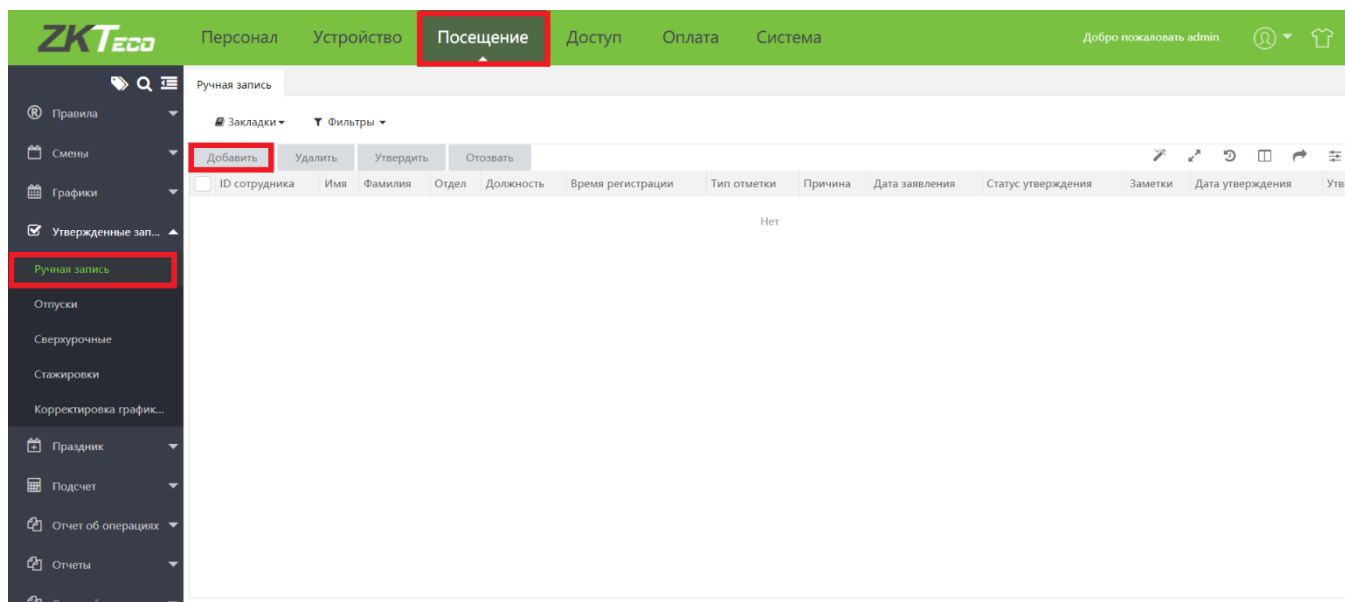 ZKTECO Персонал Устройство Посещение Доступ Оплата Система Добро пожаловать admin
Ручная запись
Правила
Закладки Фильтры
Смены
Добавить Удалить Утвердить Отозвать
ID сотрудника Имя Фамилия Отдел Должность Время регистрации Тип отметки Причина Дата заявления Статус утверждения Заметки Дата утверждения Утв
Графики
Нет
Утвержденные зап...
Ручная запись
Отпуски
Сверхурочные
Стажировки
Корректировка график...
Праздник
Подсчет
Отчет об операциях
Отчеты